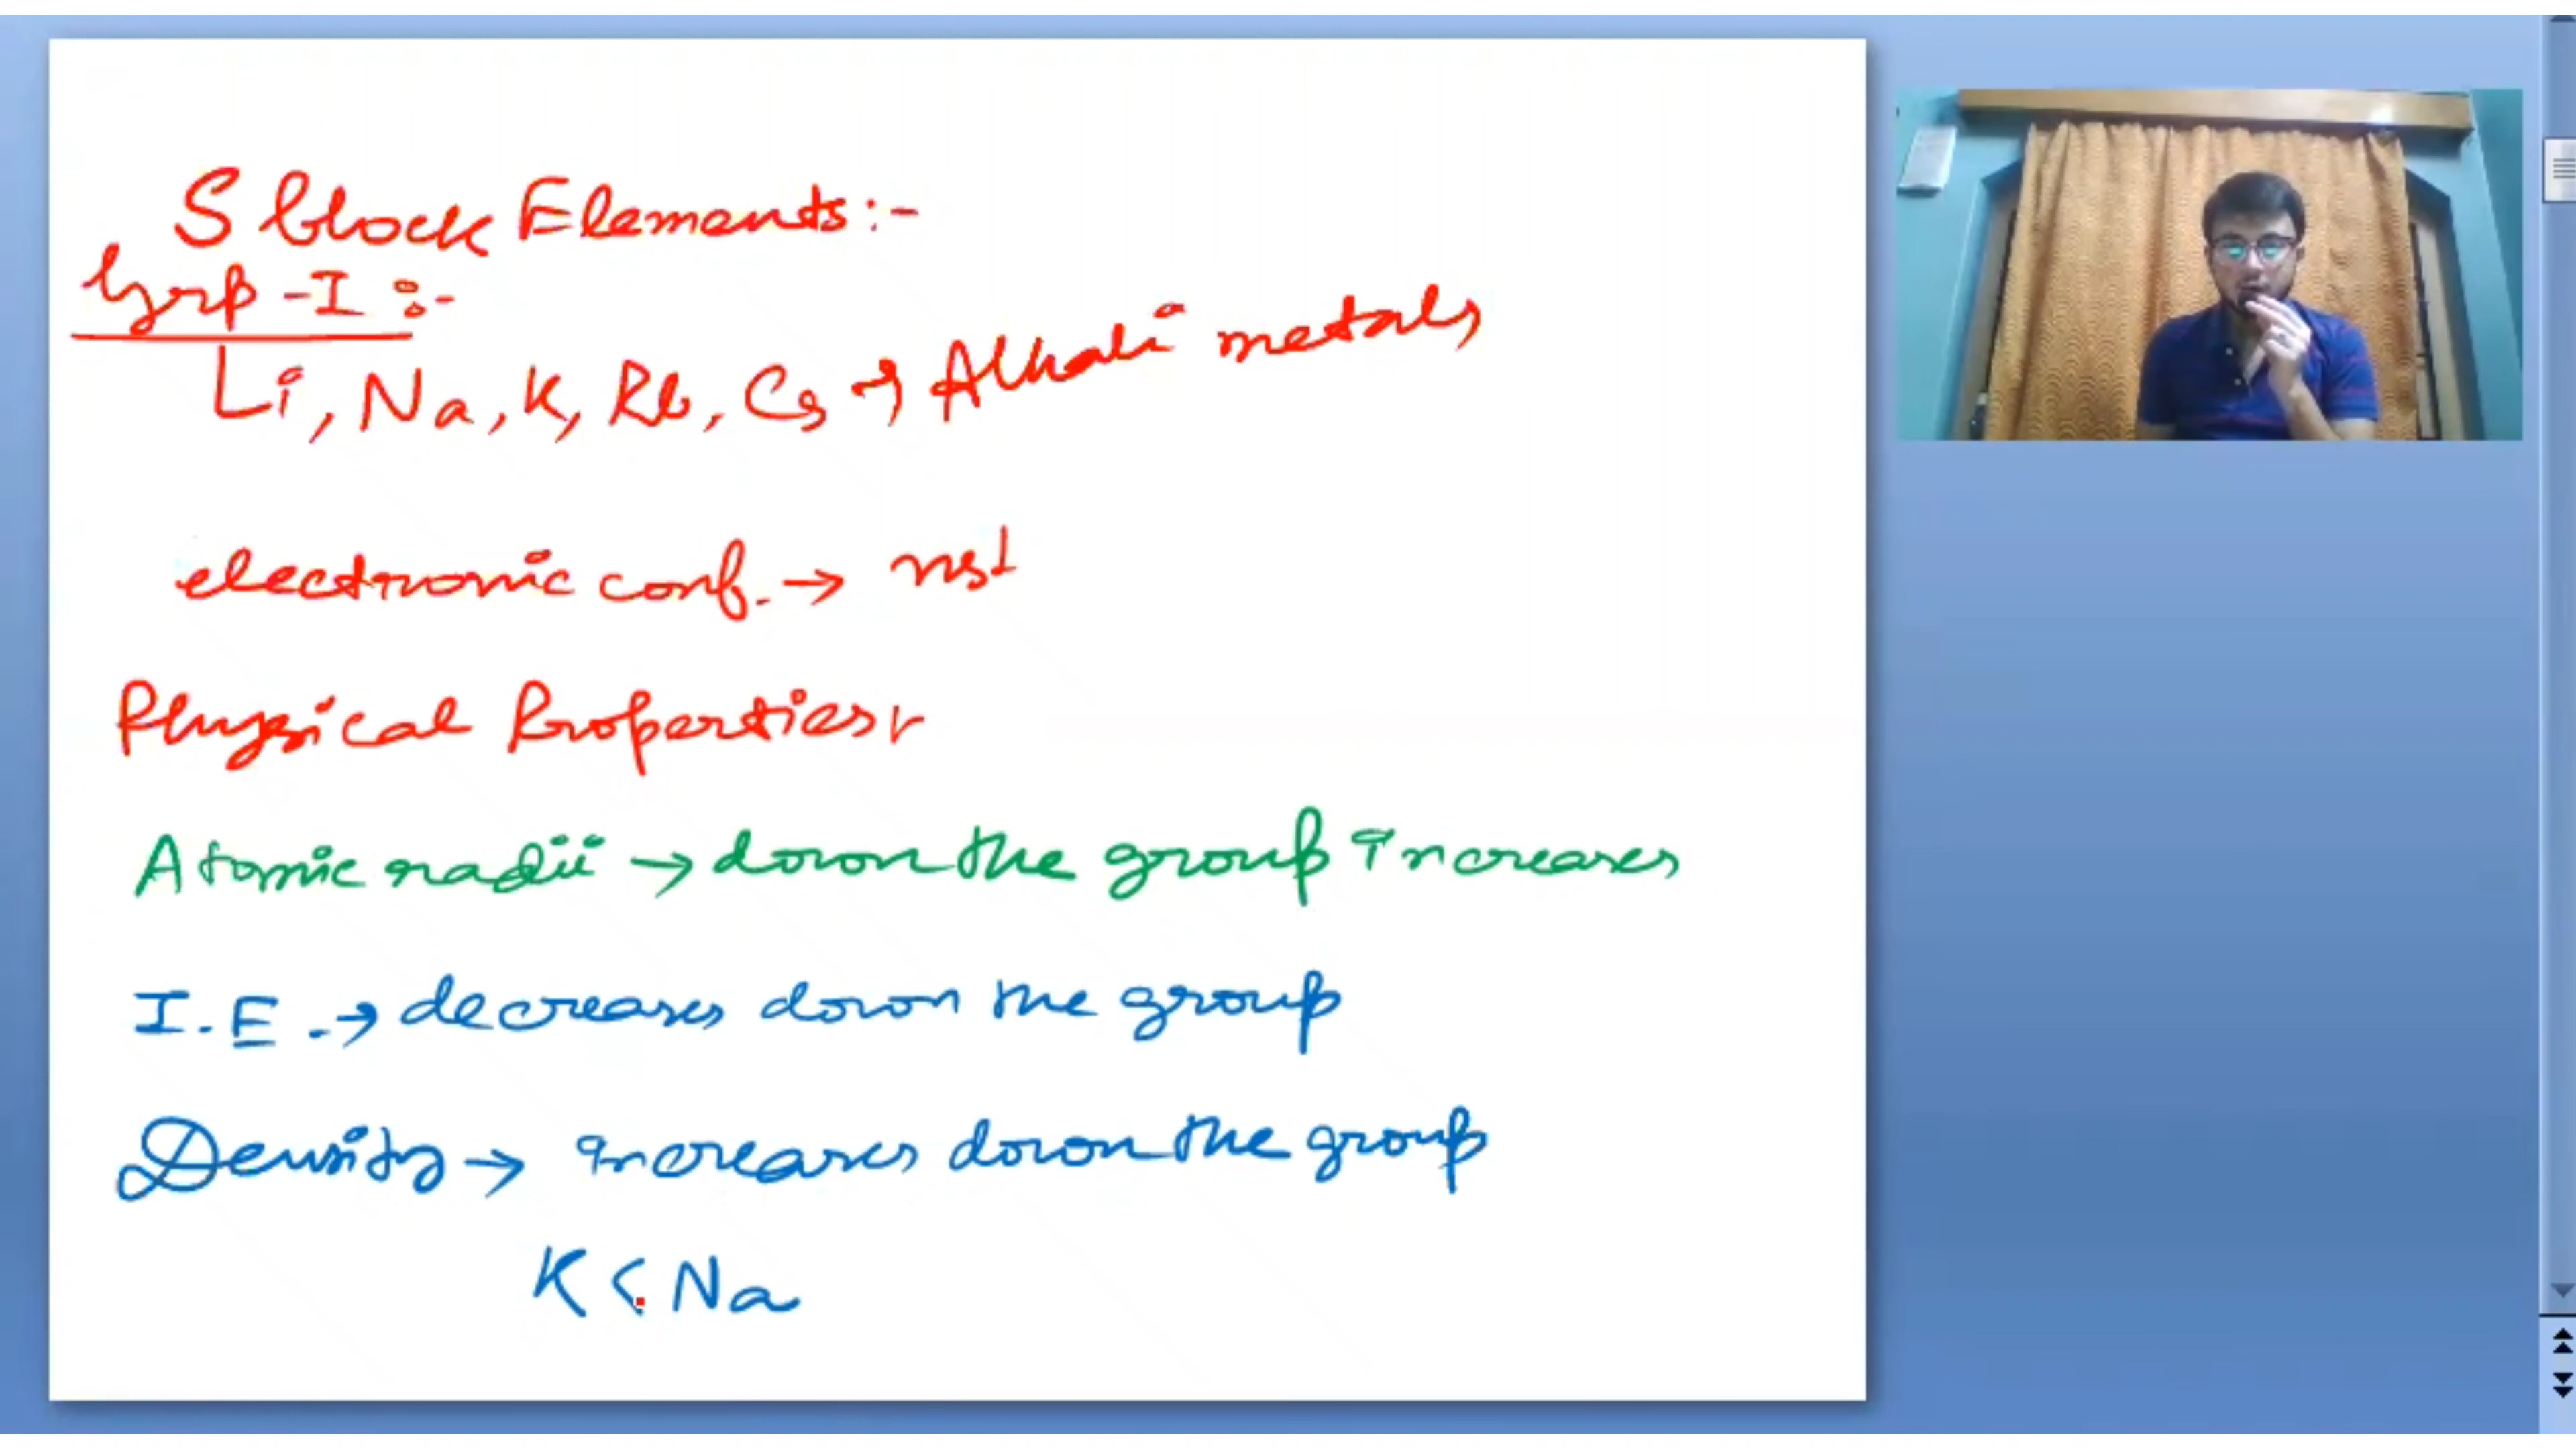 S block Elements:-
Grp-I:-
Li, Na, K, Rb, Cs → Alkali metals
electronic conf. → ns1
Physical Properties
Atomic radii → down the group increases
I.E. → decreases down the group
Density → increases down the group
K < Na